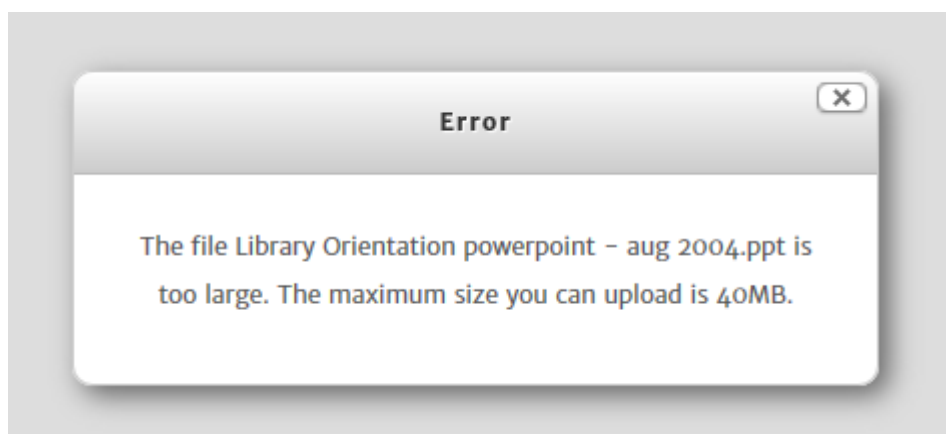 Error
The file Library Orientation powerpoint - aug 2004.ppt is
too large. The maximum size you can upload is 40MB.